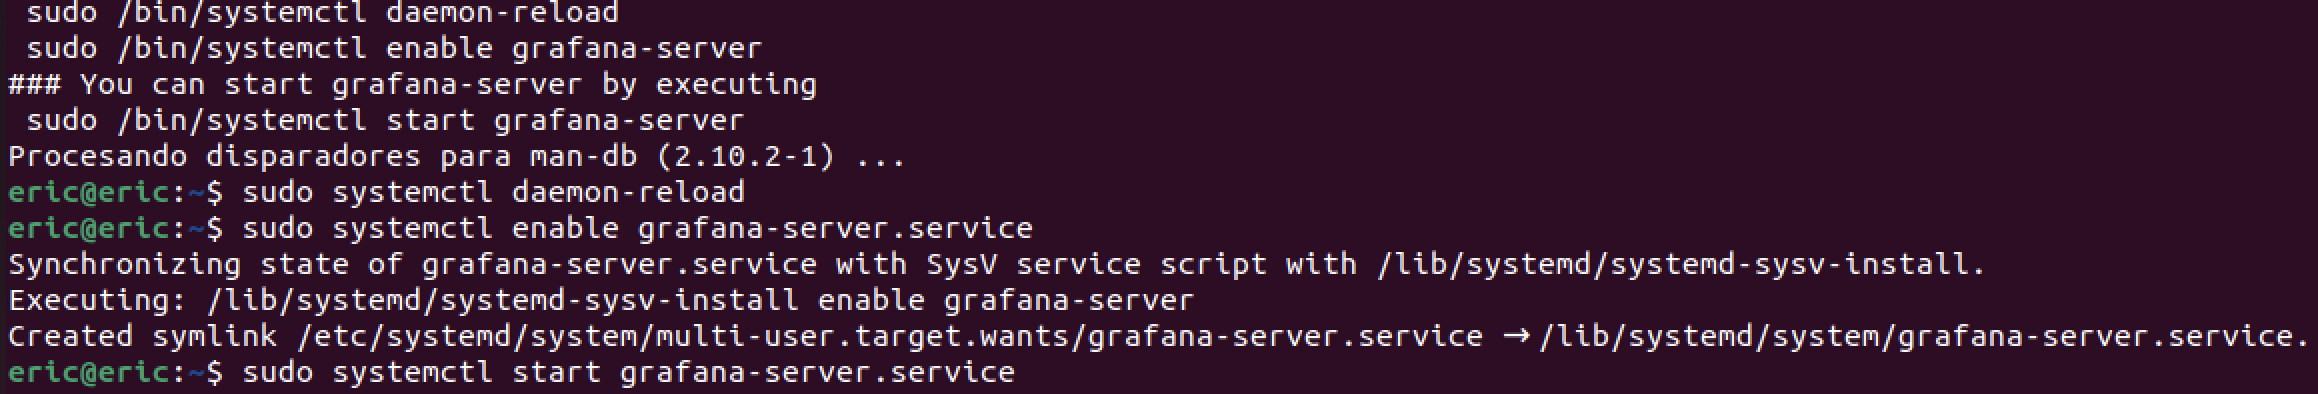 sudo /bin/systemctl daemon-reload
sudo /bin/systemctl enable grafana-server
### You can start grafana-server by executing
sudo /bin/systemctl start grafana-server
Procesando disparadores para man-db (2.10.2-1) ...
eric@eric:~$ sudo systemctl daemon-reload
eric@eric:~$ sudo systemctl enable grafana-server.service
Synchronizing state of grafana-server.service with SysV service script with /lib/systemd/systemd-sysv-install.
Executing: /lib/systemd/systemd-sysv-install enable grafana-server
Created symlink /etc/systemd/system/multi-user.target.wants/grafana-server.service → /lib/systemd/system/grafana-server.service.
eric@eric:~$ sudo systemctl start grafana-server.service